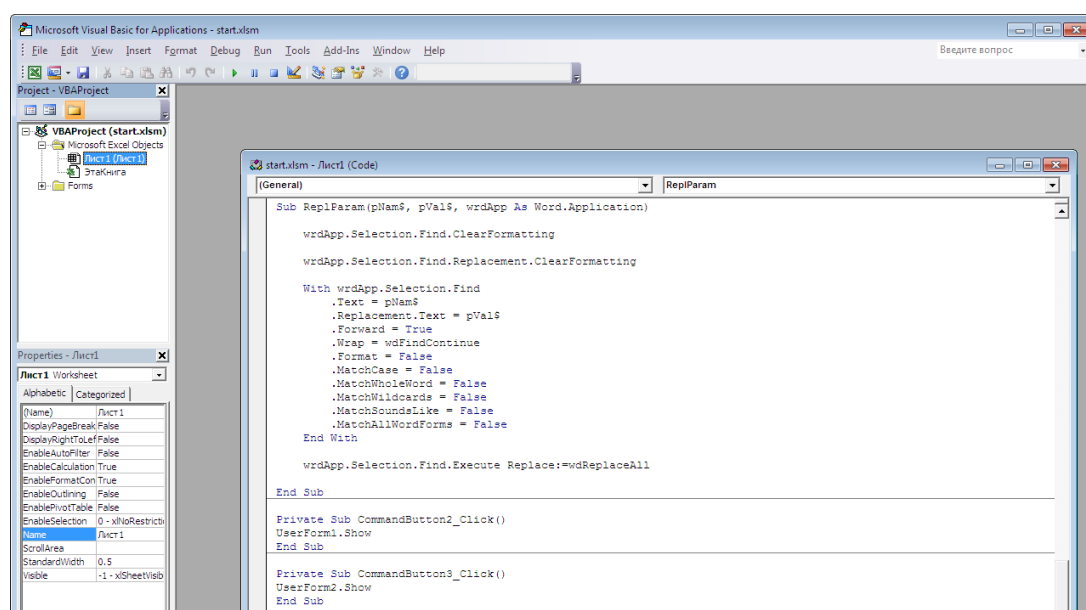 Microsoft Visual Basic for Applications - start.xlsm
File Edit View Insert Format Debug Run Tools Add-Ins Window Help
Введите вопрос
Project - VBAProject
VBAProject (start.xlsm)
Microsoft Excel Objects
Лист1 (Лист1)
ЭтаКнига
Forms
Properties - Лист1
Лист1 Worksheet
Alphabetic Categorized
(Name) Лист1
DisplayPageBreak False
DisplayRightToLef False
EnableAutoFilter False
EnableCalculation True
EnableFormatCon True
EnableOutlining False
EnablePivotTable False
EnableSelection 0 - xlNoRestricti
Name Лист1
ScrollArea
StandardWidth 0.5
Visible -1 - xlSheetVisib
start.xlsm - Лист1 (Code)
(General) ReplParam
Sub ReplParam(pNam$, pVal$, wrdApp As Word.Application)
wrdApp.Selection.Find.ClearFormatting
wrdApp.Selection.Find.Replacement.ClearFormatting
With wrdApp.Selection.Find
.Text = pNam$
.Replacement.Text = pVal$
.Forward = True
.Wrap = wdFindContinue
.Format = False
.MatchCase = False
.MatchWholeWord = False
.MatchWildcards = False
.MatchSoundsLike = False
.MatchAllWordForms = False
End With
wrdApp.Selection.Find.Execute Replace:=wdReplaceAll
End Sub
Private Sub CommandButton2_Click()
UserForm1.Show
End Sub
Private Sub CommandButton3_Click()
UserForm2.Show
End Sub